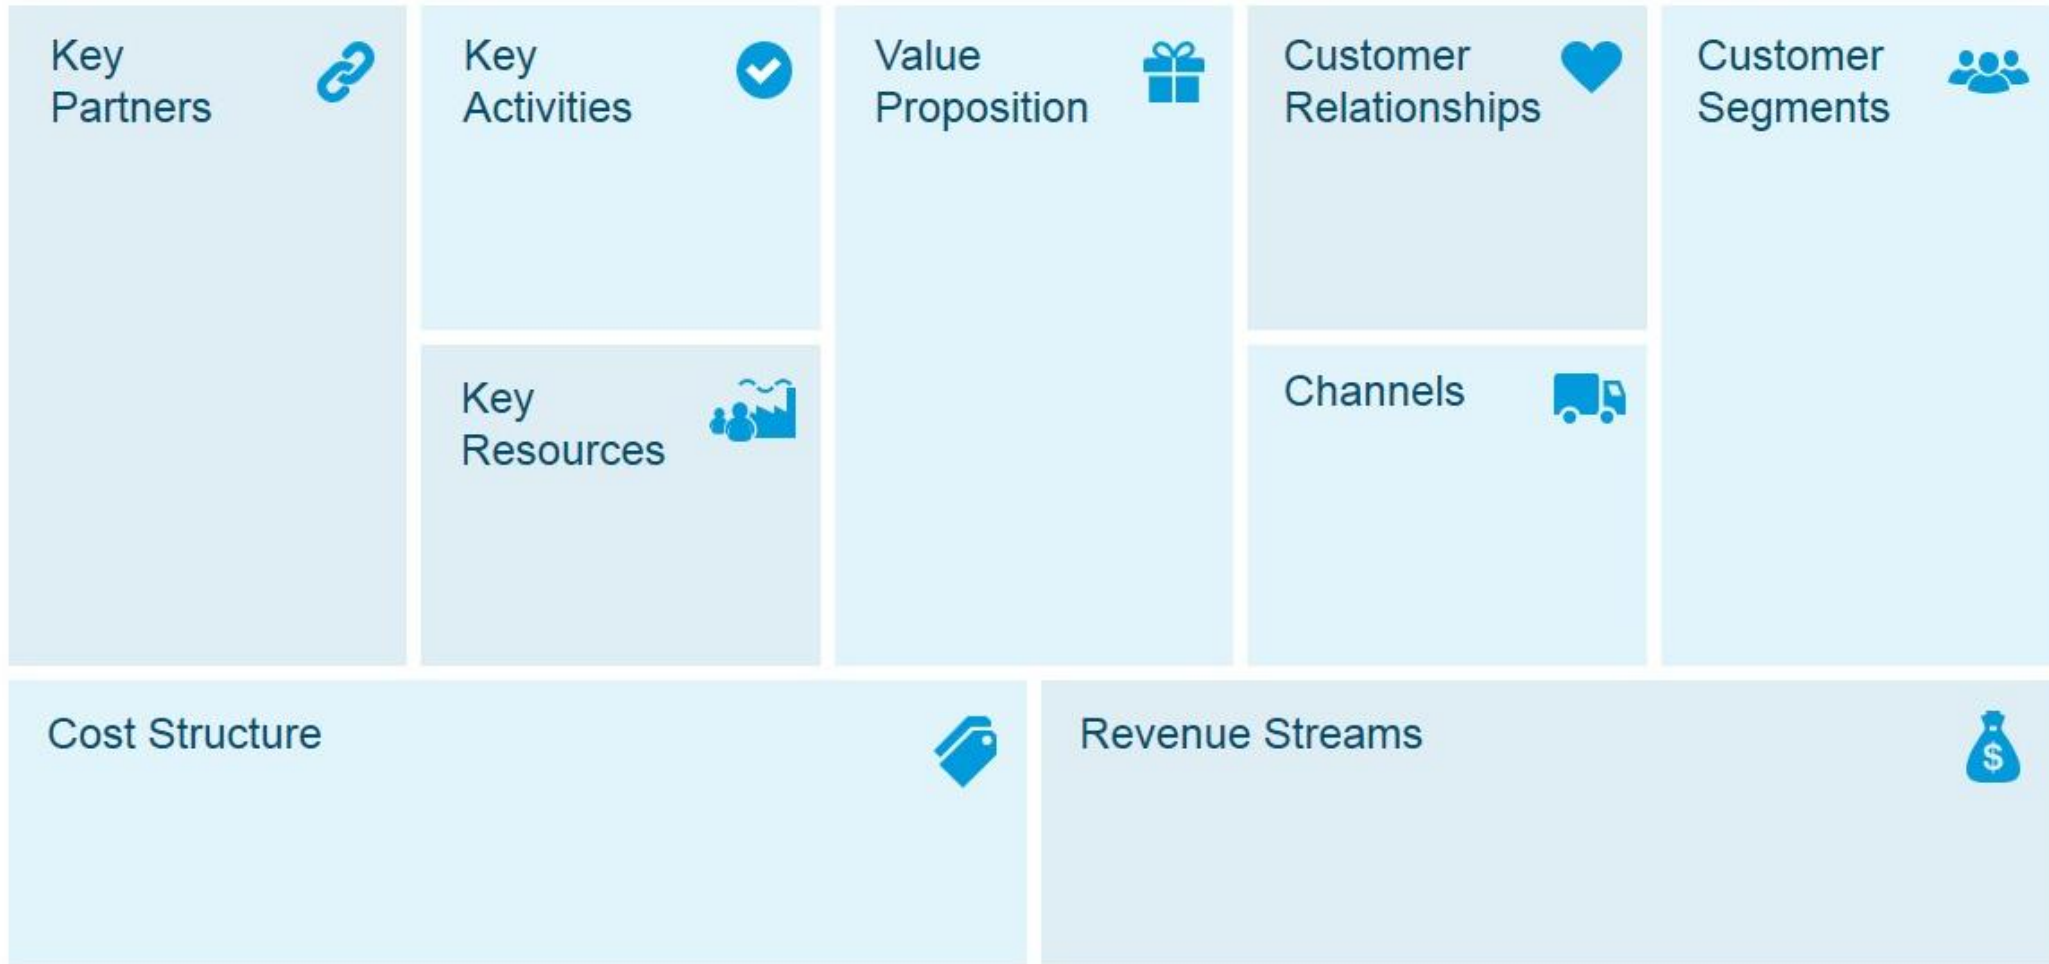 Key
Partners
Key
Activities
Key
Resources
Value
Proposition
Customer
Relationships
Channels
Customer
Segments
Cost Structure
Revenue Streams
$